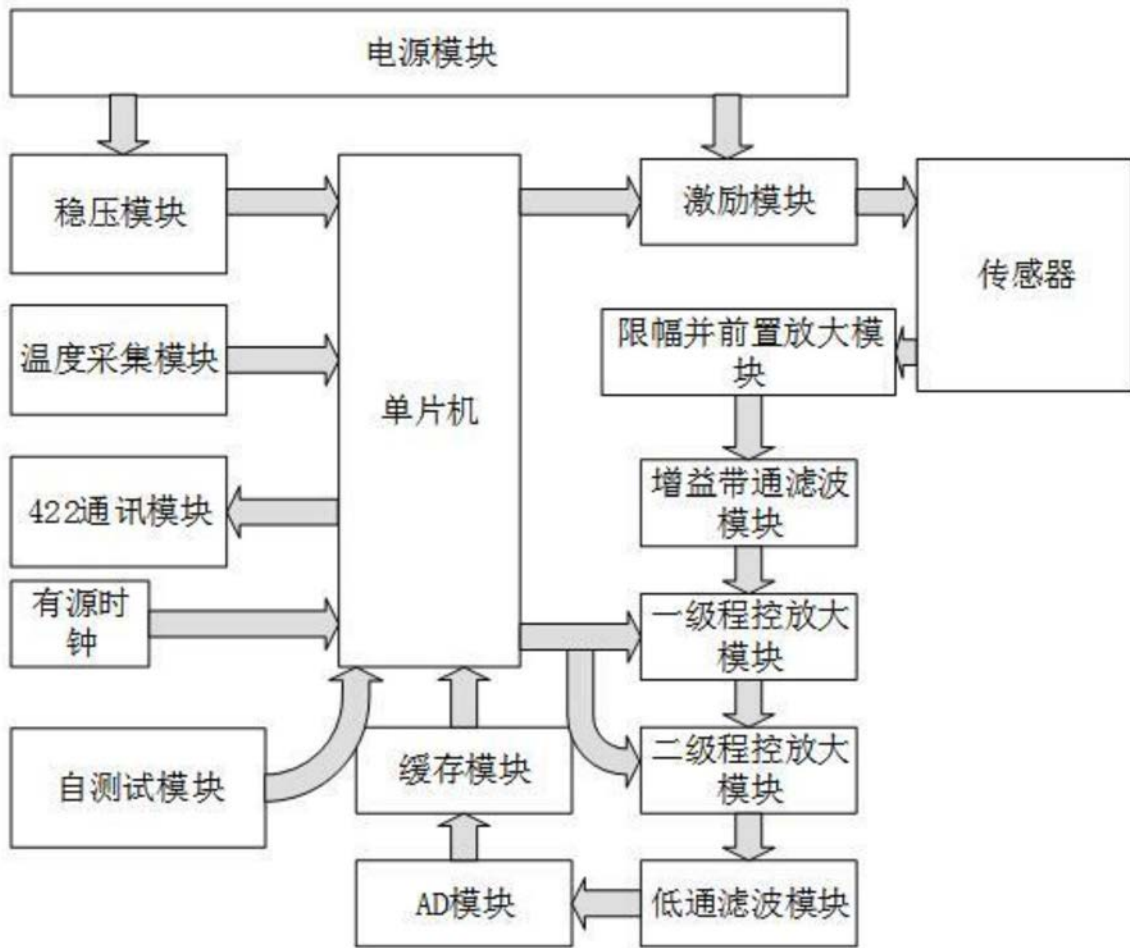 电源模块
稳压模块
激励模块
传感器
温度采集模块
单片机
限幅并前置放大模
块
422通讯模块
增益带通滤波
模块
有源时
钟
一级程控放大
模块
自测试模块
缓存模块
二级程控放大
模块
AD模块
低通滤波模块